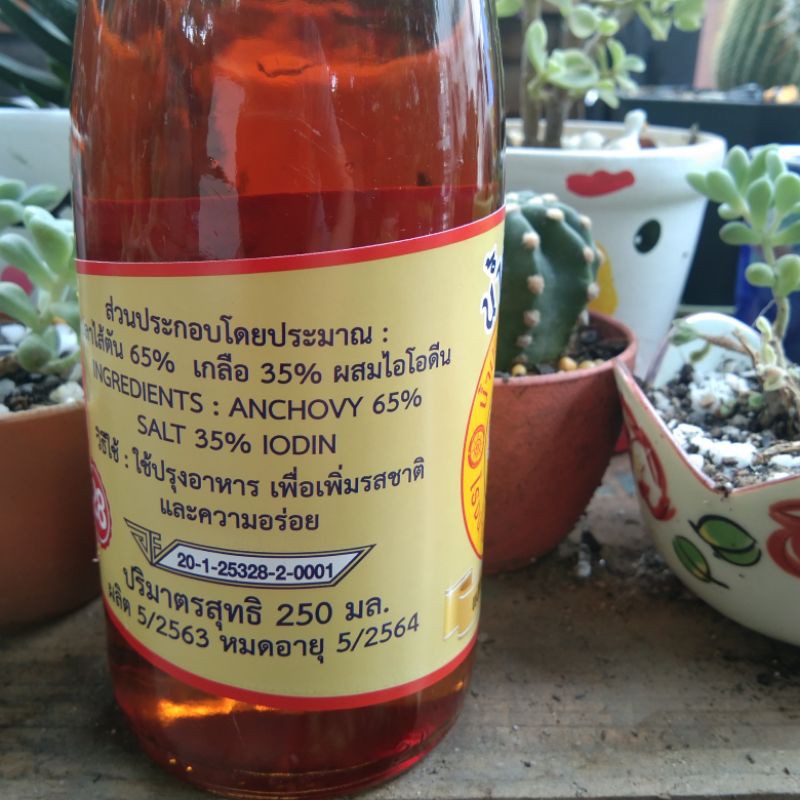 ส่วนประกอบโดยประมาณ :
ไส้ตัน 65% เกลือ 35% ผสมไอโอดีน
INGREDIENTS : ANCHOVY 65%
SALT 35% IODIN
วิธีใช้ : ใช้ปรุงอาหาร เพื่อเพิ่มรสชาติ
และความอร่อย
20-1-25328-2-0001
ปริมาตรสุทธิ 250 มล.
ผลิต 5/2563 หมดอายุ 5/2564